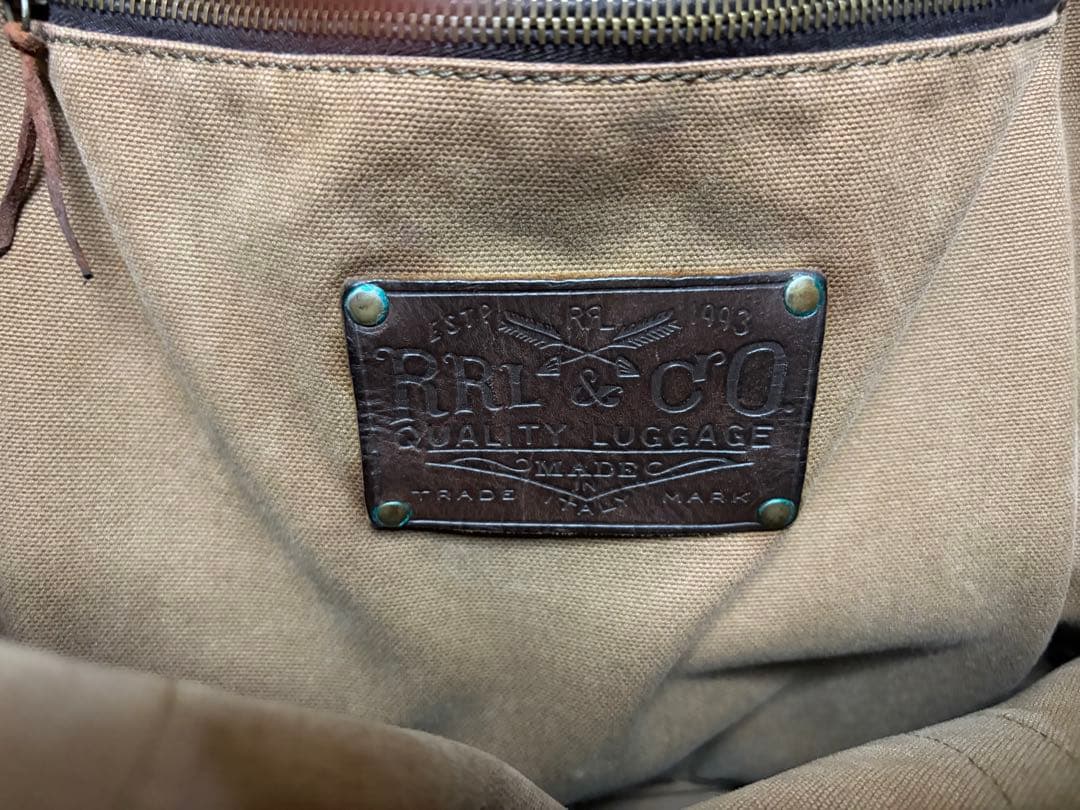 ESTD. RRL 1993
RRL & CO.
QUALITY LUGGAGE
MADE
IN
TRADE ITALY MARK